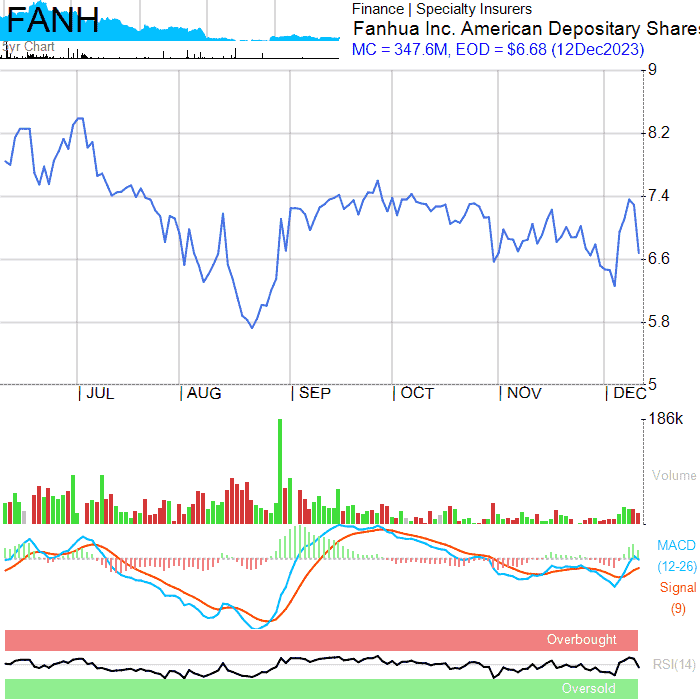 FANH
5yr Chart
Finance | Specialty Insurers
Fanhua Inc. American Depositary Shares
MC = 347.6M, EOD = $6.68 (12Dec2023)
9
8.2
7.4
6.6
5.8
5
| JUL | AUG | SEP | OCT | NOV | DEC
186k
Volume
MACD
(12-26)
Signal
(9)
Overbought
RSI(14)
Oversold